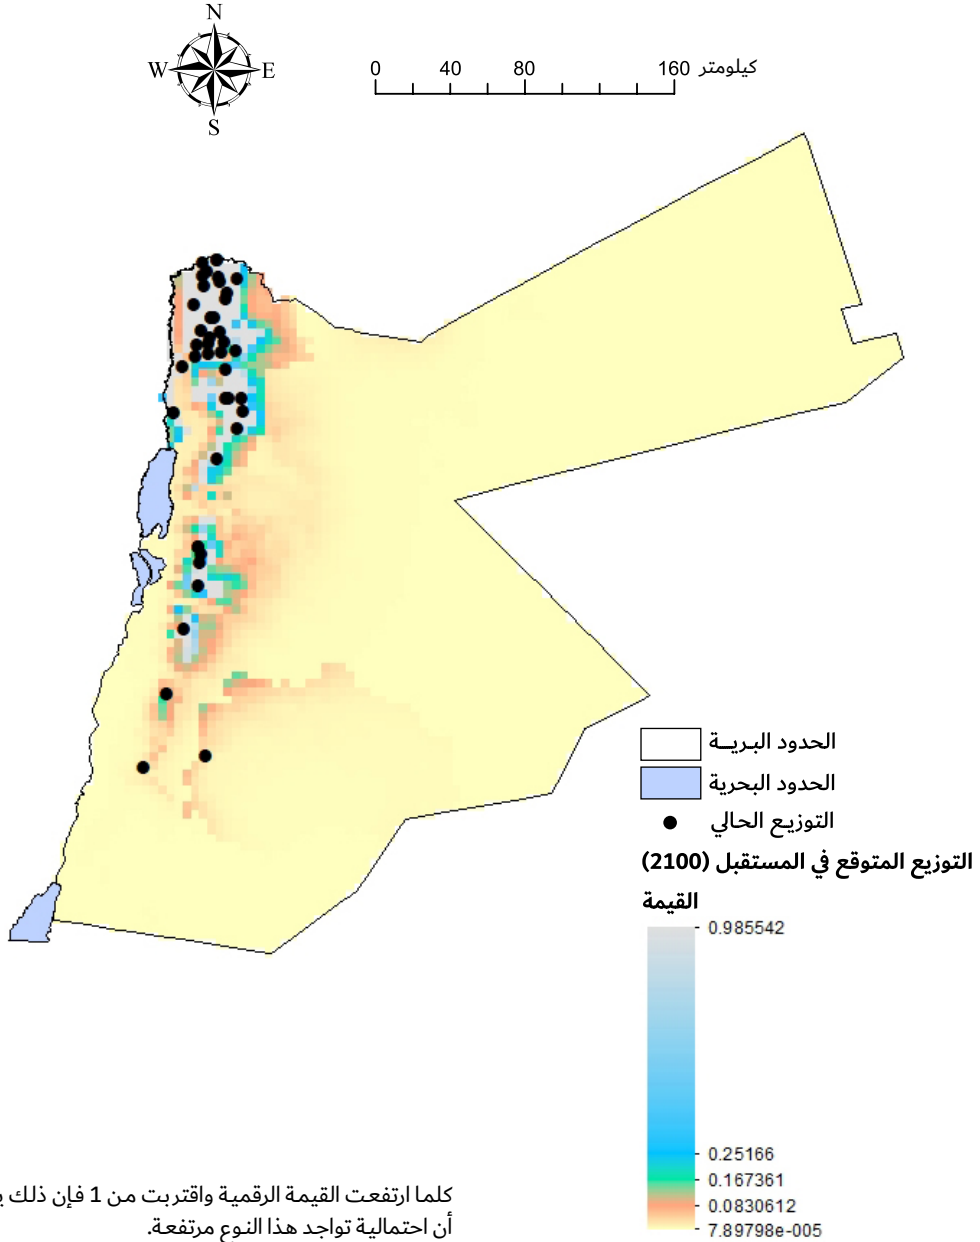 N
W E
S
0 40 80 160 كيلومتر
الحدود البرية
الحدود البحرية
التوزيع الحالي
التوزيع المتوقع في المستقبل (2100)
القيمة
0.985542
0.25166
0.167361
0.0830612
7.89798e-005
كلما ارتفعت القيمة الرقمية واقتربت من 1 فإن ذلك
أن احتمالية تواجد هذا النوع مرتفعة.